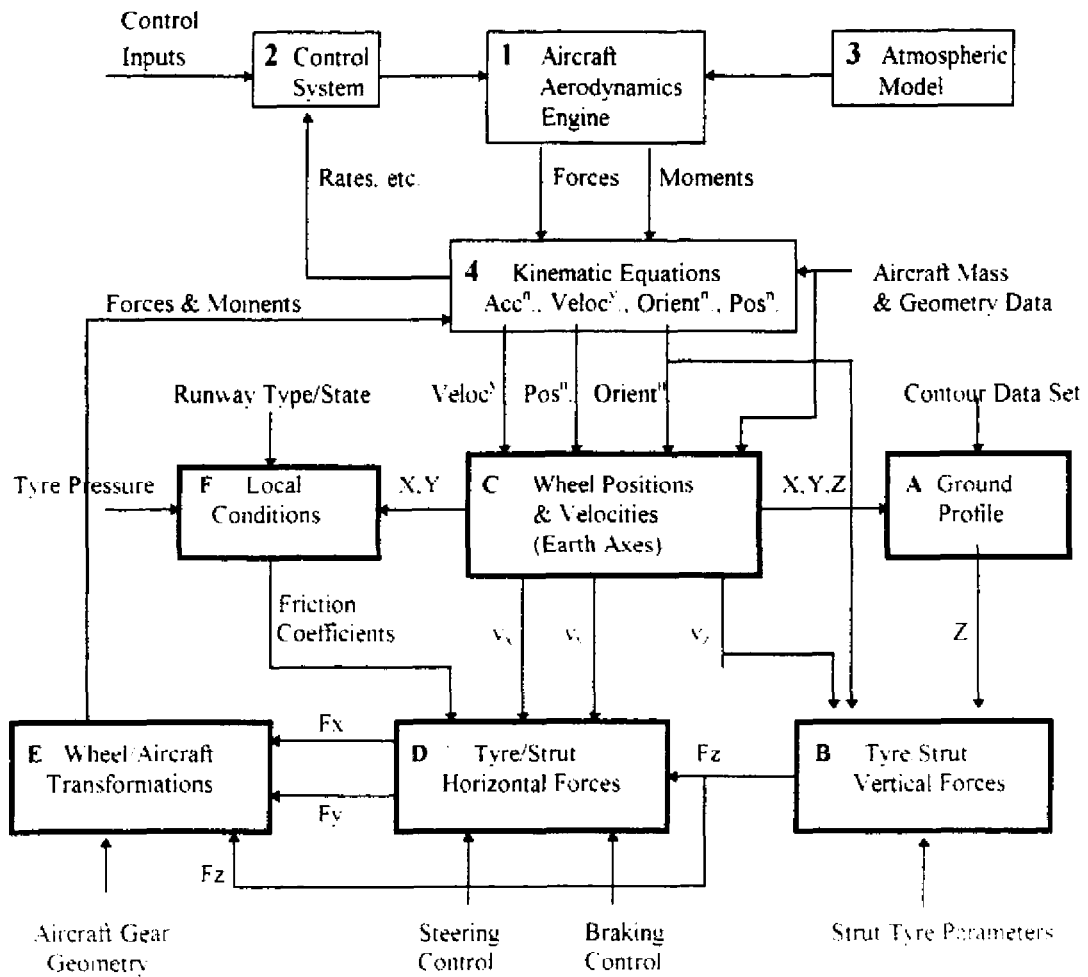 Control
Inputs
2 Control
System
1 Aircraft
Aerodynamics
Engine
3 Atmospheric
Model
Rates, etc.
Forces
Moments
4 Kinematic Equations
Accⁿ., Velocʸ., Orientⁿ., Posⁿ.
Aircraft Mass
& Geometry Data
Forces & Moments
Runway Type/State
Velocʸ
Posⁿ.
Orientⁿ
Contour Data Set
Tyre Pressure
F Local
Conditions
X,Y
C Wheel Positions
& Velocities
(Earth Axes)
X,Y,Z
A Ground
Profile
Friction
Coefficients
vₓ
v
v
Z
E Wheel/Aircraft
Transformations
Fx
Fy
D Tyre/Strut
Horizontal Forces
Fz
B Tyre Strut
Vertical Forces
Fz
Aircraft Gear
Geometry
Steering
Control
Braking
Control
Strut Tyre Parameters